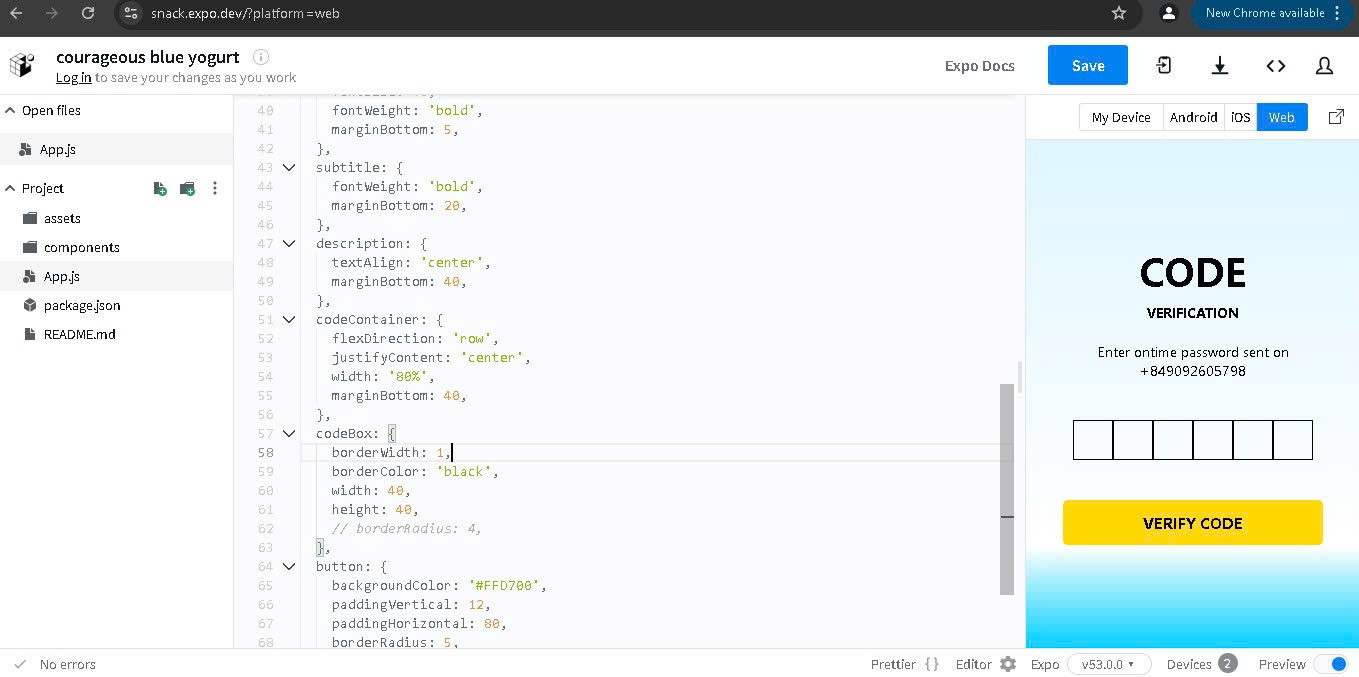 snack.expo.dev/?platform=web
New Chrome available
courageous blue yogurt
Log in to save your changes as you work
Expo Docs
Save
Open files
App.js
Project
assets
components
App.js
package.json
README.md
40 fontWeight: 'bold',
41 marginBottom: 5,
42 },
43 subtitle: {
44 fontWeight: 'bold',
45 marginBottom: 20,
46 },
47 description: {
48 textAlign: 'center',
49 marginBottom: 40,
50 },
51 codeContainer: {
52 flexDirection: 'row',
53 justifyContent: 'center',
54 width: '80%',
55 marginBottom: 40,
56 },
57 codeBox: {
58 borderWidth: 1,
59 borderColor: 'black',
60 width: 40,
61 height: 40,
62 // borderRadius: 4,
63 },
64 button: {
65 backgroundColor: '#FFD700',
66 paddingVertical: 12,
67 paddingHorizontal: 80,
68 borderRadius: 5,
My Device Android iOS Web
CODE
VERIFICATION
Enter ontime password sent on
+849092605798
VERIFY CODE
No errors
Prettier {} Editor Expo v53.0.0 Devices 2 Preview